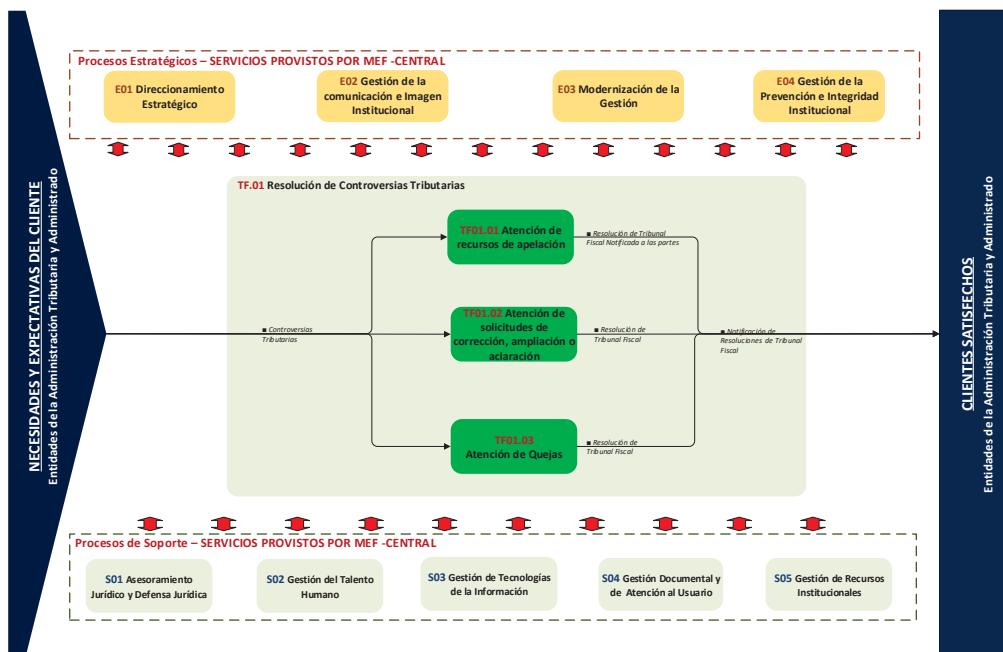 NECESIDADES Y EXPECTATIVAS DEL CLIENTE
Entidades de la Administración Tributaria y Administrado
Procesos Estratégicos – SERVICIOS PROVISTOS POR MEF -CENTRAL
E01 Direccionamiento
Estratégico
E02 Gestión de la
comunicación e Imagen
Institucional
E03 Modernización de la
Gestión
E04 Gestión de la
Prevención e Integridad
Institucional
TF.01 Resolución de Controversias Tributarias
■ Controversias
Tributarias
TF01.01 Atención de
recursos de apelación
■ Resolución de Tribunal
Fiscal Notificada a las partes
TF01.02 Atención de
solicitudes de
corrección, ampliación o
aclaración
■ Resolución de
Tribunal Fiscal
TF01.03
Atención de Quejas
■ Resolución de
Tribunal Fiscal
■ Notificación de
Resoluciones de Tribunal
Fiscal
Procesos de Soporte – SERVICIOS PROVISTOS POR MEF -CENTRAL
S01 Asesoramiento
Jurídico y Defensa Jurídica
S02 Gestión del Talento
Humano
S03 Gestión de Tecnologías
de la Información
S04 Gestión Documental y
de Atención al Usuario
S05 Gestión de Recursos
Institucionales
CLIENTES SATISFECHOS
Entidades de la Administración Tributaria y Administrado